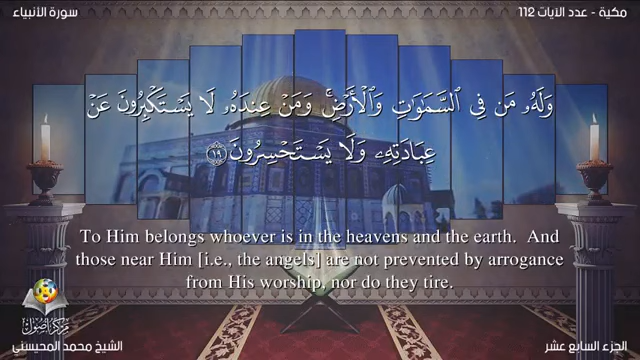 سورة الأنبياء
مكية - عدد الآيات 112
وَلَهُۥ مَن فِي ٱلسَّمَٰوَٰتِ وَٱلۡأَرۡضِۚ وَمَنۡ عِندَهُۥ لَا يَسۡتَكۡبِرُونَ عَنۡ
عِبَادَتِهِۦ وَلَا يَسۡتَحۡسِرُونَ ١٩
To Him belongs whoever is in the heavens and the earth. And
those near Him [i.e., the angels] are not prevented by arrogance
from His worship, nor do they tire.
مركز الأصول
الشيخ محمد المحيسني
الجزء السابع عشر